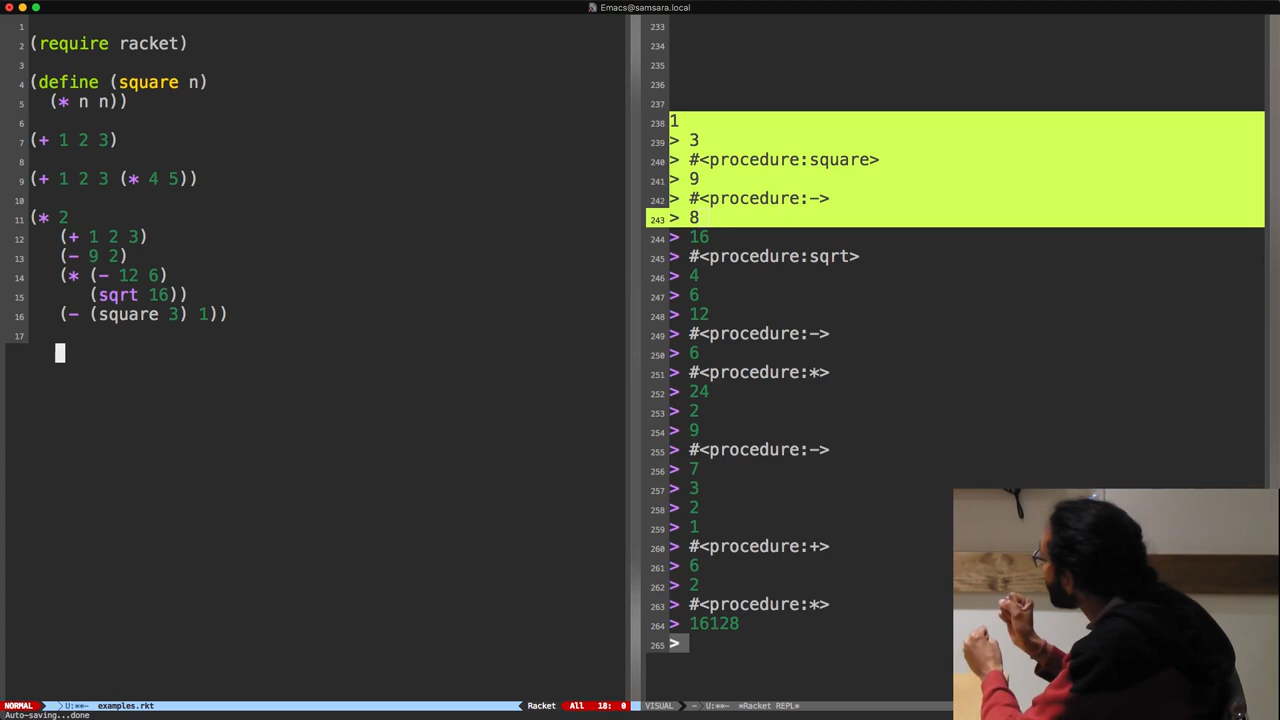 Emacs@samsara.local
1
2 (require racket)
3
4 (define (square n)
5 (* n n))
6
7 (+ 1 2 3)
8
9 (+ 1 2 3 (* 4 5))
10
11 (* 2
12 (+ 1 2 3)
13 (- 9 2)
14 (* (- 12 6)
15 (sqrt 16))
16 (- (square 3) 1))
17
NORMAL U:**- examples.rkt Racket All 18: 0
Auto-saving...done
233
234
235
236
237
238 1
239 > 3
240 > #<procedure:square>
241 > 9
242 > #<procedure:->
243 > 8
244 > 16
245 > #<procedure:sqrt>
246 > 4
247 > 6
248 > 12
249 > #<procedure:->
250 > 6
251 > #<procedure:*>
252 > 24
253 > 2
254 > 9
255 > #<procedure:->
256 > 7
257 > 3
258 > 2
259 > 1
260 > #<procedure:+>
261 > 6
262 > 2
263 > #<procedure:*>
264 > 16128
265 >
VISUAL - U:**- *Racket REPL*